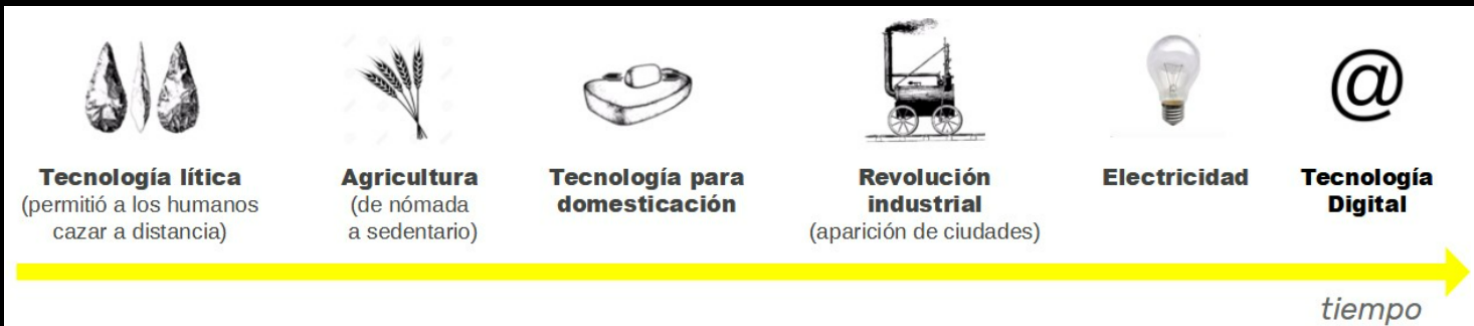 Tecnología lítica
(permitió a los humanos
cazar a distancia)
Agricultura
(de nómada
a sedentario)
Tecnología para
domesticación
Revolución
industrial
(aparición de ciudades)
Electricidad
@
Tecnología
Digital
tiempo